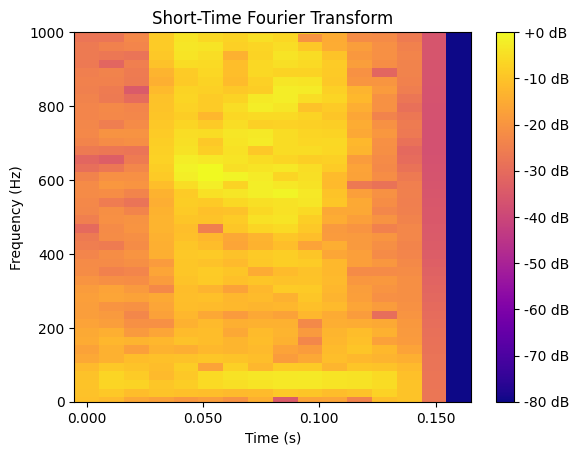 Short-Time Fourier Transform
Frequency (Hz)
1000
800
600
400
200
0
0.000
0.050
0.100
0.150
Time (s)
+0 dB
-10 dB
-20 dB
-30 dB
-40 dB
-50 dB
-60 dB
-70 dB
-80 dB